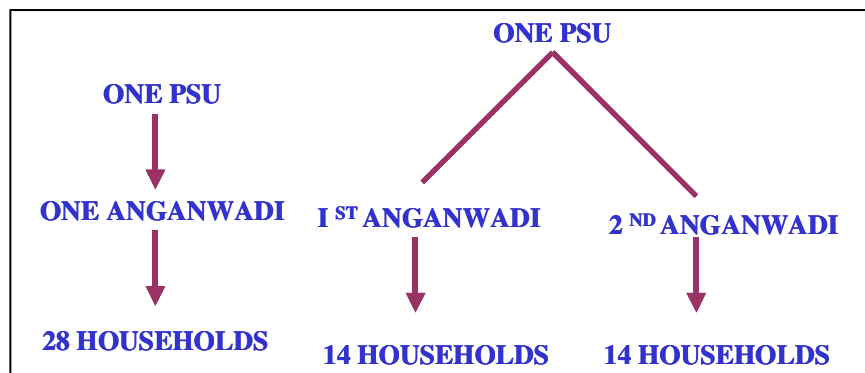 ONE PSU
ONE ANGANWADI
28 HOUSEHOLDS
ONE PSU
I ST ANGANWADI
14 HOUSEHOLDS
2 ND ANGANWADI
14 HOUSEHOLDS